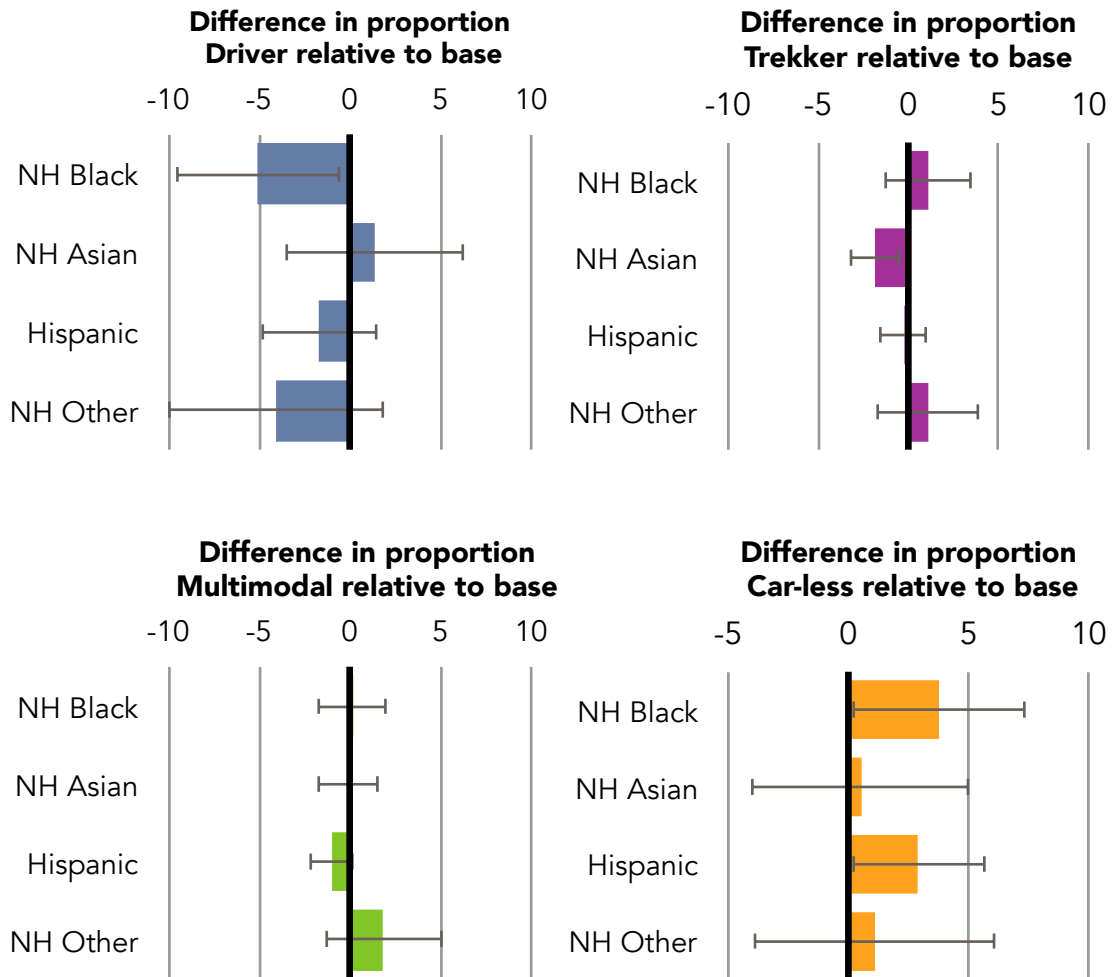 Difference in proportion
Driver relative to base
-10 -5 0 5 10
NH Black
NH Asian
Hispanic
NH Other
Difference in proportion
Trekker relative to base
-10 -5 0 5 10
NH Black
NH Asian
Hispanic
NH Other
Difference in proportion
Multimodal relative to base
-10 -5 0 5 10
NH Black
NH Asian
Hispanic
NH Other
Difference in proportion
Car-less relative to base
-5 0 5 10
NH Black
NH Asian
Hispanic
NH Other